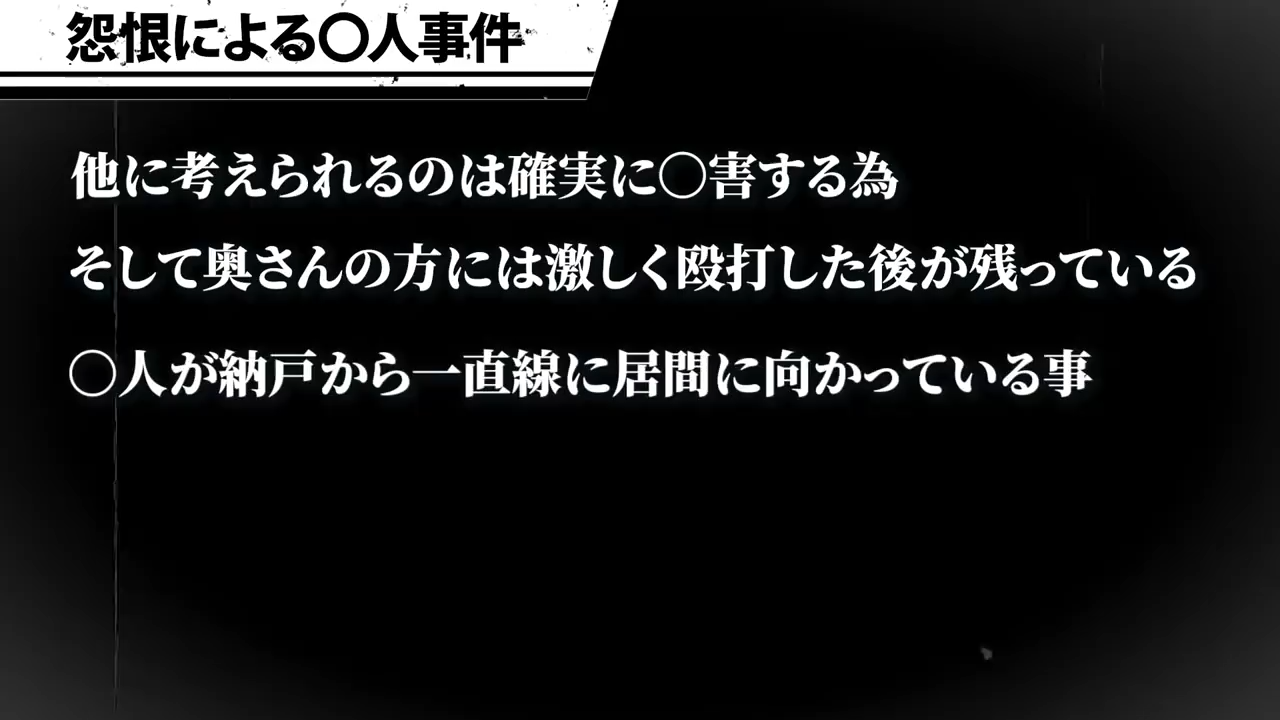 怨恨による〇人事件
他に考えられるのは確実に〇害する為
そして奥さんの方には激しく殴打した後が残っている
〇人が納戸から一直線に居間に向かっている事